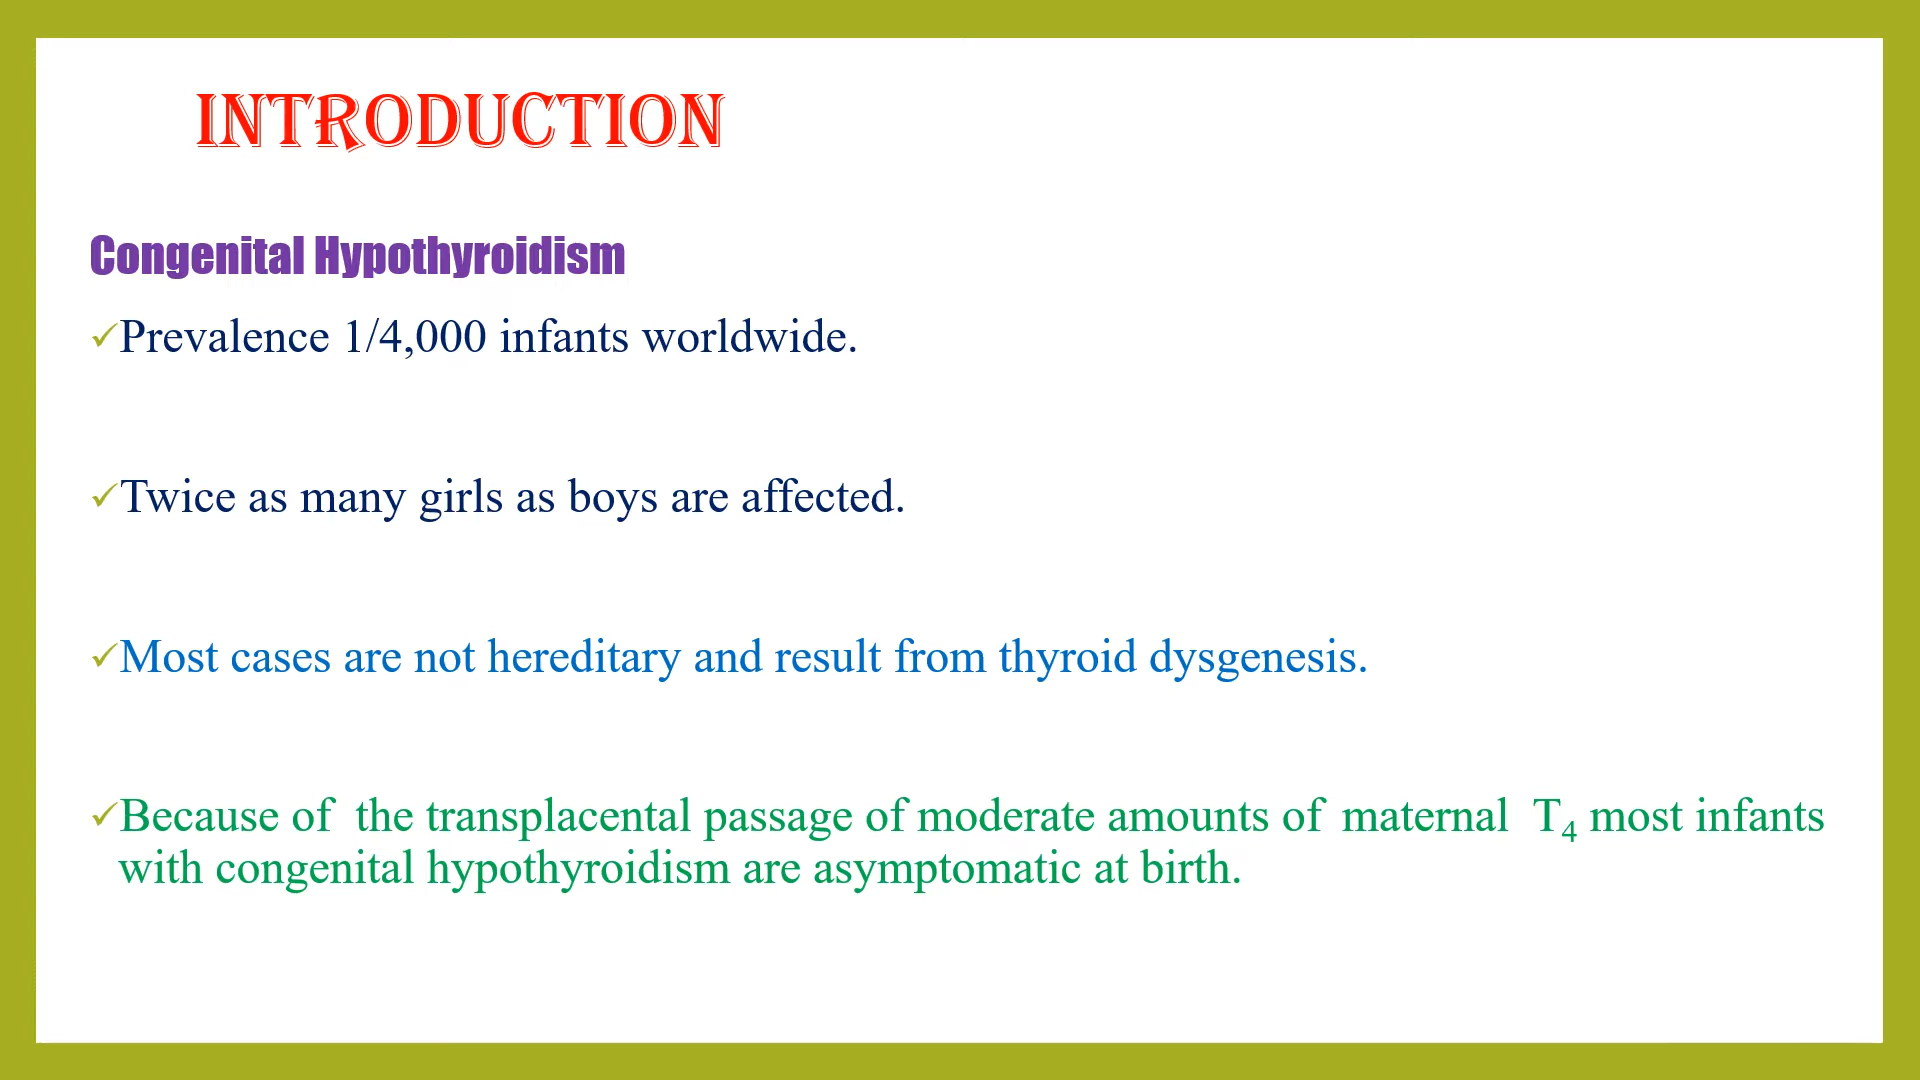 INTRODUCTION
Congenital Hypothyroidism
✓Prevalence 1/4,000 infants worldwide.
✓Twice as many girls as boys are affected.
✓Most cases are not hereditary and result from thyroid dysgenesis.
✓Because of the transplacental passage of moderate amounts of maternal T₄ most infants
with congenital hypothyroidism are asymptomatic at birth.